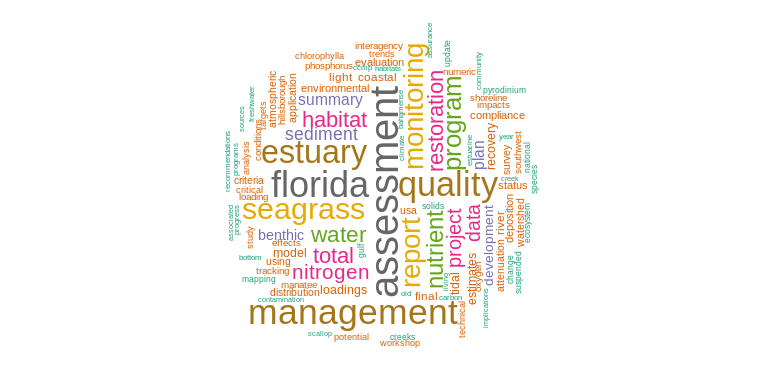 interagency
trends
chlorophylla
evaluation
phosphorus
ccmp
habitats
light
coastal
environmental
summary
habitat
sediment
estuary
florida
seagrass
benthic
water
effects
model
total
using
nitrogen
tracking
mapping
manatee
loadings
distribution
contamination
management
scallop
potential
creeks
workshop
final
old
carbon
usa
solids
quality
numeric
pyrodinium
shoreline
impacts
compliance
year
creek
status
criteria
critical
loading
bottom
assessment
monitoring
restoration
program
report
nutrient
project
data
plan
recovery
survey
southwest
national
species
assurance
update
community
bahamense
climate
estuarine
atmospheric
hillsborough
application
targets
freshwater
sources
conditions
analysis
programs
recommendations
associated
progress
study
gulf
tidal
living
estimates
oxygen
development
river
attenuation
deposition
watershed
ecosystem
change
suspended
implications
technical